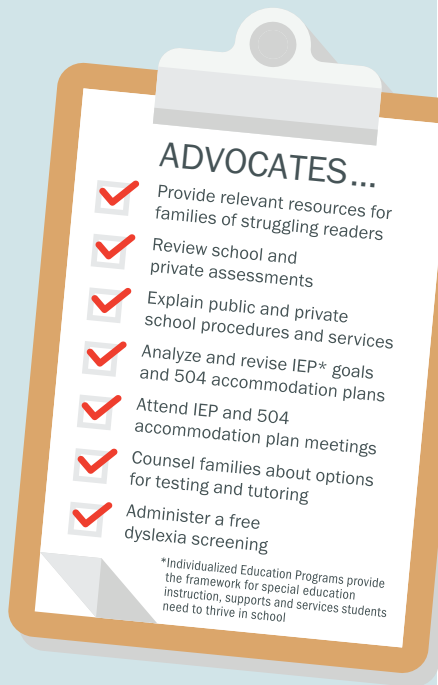 ADVOCATES...
Provide relevant resources for
families of struggling readers
Review school and
private assessments
Explain public and private
school procedures and services
Analyze and revise IEP* goals
and 504 accommodation plans
Attend IEP and 504
accommodation plan meetings
Counsel families about options
for testing and tutoring
Administer a free
dyslexia screening
*Individualized Education Programs provide
the framework for special education
instruction, supports and services students
need to thrive in school